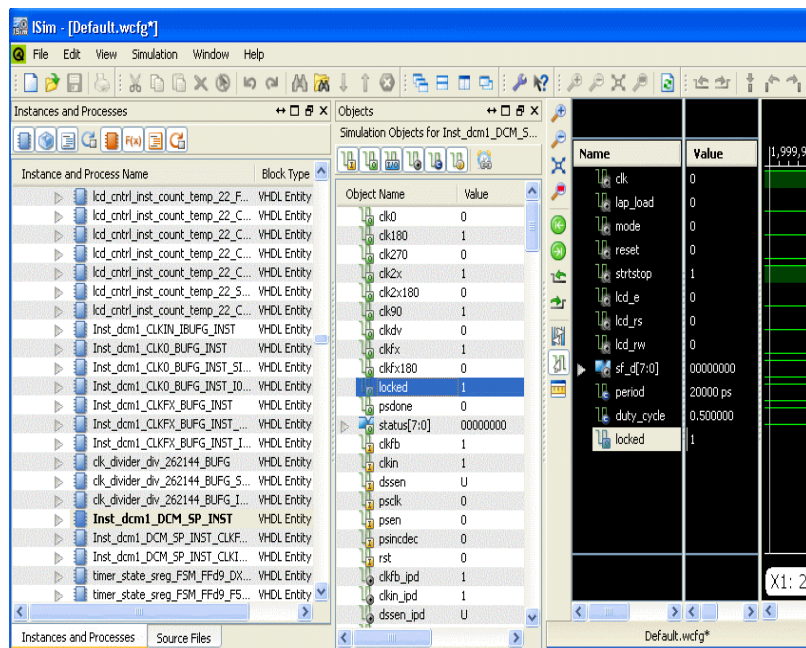 ISim - [Default.wcfg*]
File Edit View Simulation Window Help
Instances and Processes
Instance and Process Name Block Type
lcd_cntrl_inst_count_temp_22_F... VHDL Entity
lcd_cntrl_inst_count_temp_22_C... VHDL Entity
lcd_cntrl_inst_count_temp_22_C... VHDL Entity
lcd_cntrl_inst_count_temp_22_C... VHDL Entity
lcd_cntrl_inst_count_temp_22_C... VHDL Entity
lcd_cntrl_inst_count_temp_22_S... VHDL Entity
lcd_cntrl_inst_count_temp_22_C... VHDL Entity
Inst_dcm1_CLKIN_IBUFG_INST VHDL Entity
Inst_dcm1_CLK0_BUFG_INST VHDL Entity
Inst_dcm1_CLK0_BUFG_INST_SI... VHDL Entity
Inst_dcm1_CLK0_BUFG_INST_I0... VHDL Entity
Inst_dcm1_CLKFX_BUFG_INST VHDL Entity
Inst_dcm1_CLKFX_BUFG_INST_... VHDL Entity
Inst_dcm1_CLKFX_BUFG_INST_I... VHDL Entity
clk_divider_div_262144_BUFG VHDL Entity
clk_divider_div_262144_BUFG_S... VHDL Entity
clk_divider_div_262144_BUFG_I... VHDL Entity
Inst_dcm1_DCM_SP_INST VHDL Entity
Inst_dcm1_DCM_SP_INST_CLKF... VHDL Entity
Inst_dcm1_DCM_SP_INST_CLKI... VHDL Entity
timer_state_sreg_FSM_FFd9_DX... VHDL Entity
timer_state_sreg_FSM_FFd9_F5... VHDL Entity
Instances and Processes Source Files
Objects
Simulation Objects for Inst_dcm1_DCM_S...
Object Name Value
clk0 0
clk180 1
clk270 0
clk2x 1
clk2x180 0
clk90 1
clkdv 0
clkfx 1
clkfx180 0
locked 1
psdone 0
status[7:0] 00000000
clkfb 1
clkin 1
dssen U
psclk 0
psen 0
psincdec 0
rst 0
clkfb_ipd 1
clkin_ipd 1
dssen_ipd U
Name Value
clk 0
lap_load 0
mode 0
reset 0
strtstop 1
lcd_e 0
lcd_rs 0
lcd_rw 0
sf_d[7:0] 00000000
period 20000 ps
duty_cycle 0.500000
locked 1
Default.wcfg*
1,999,9
X1: 2